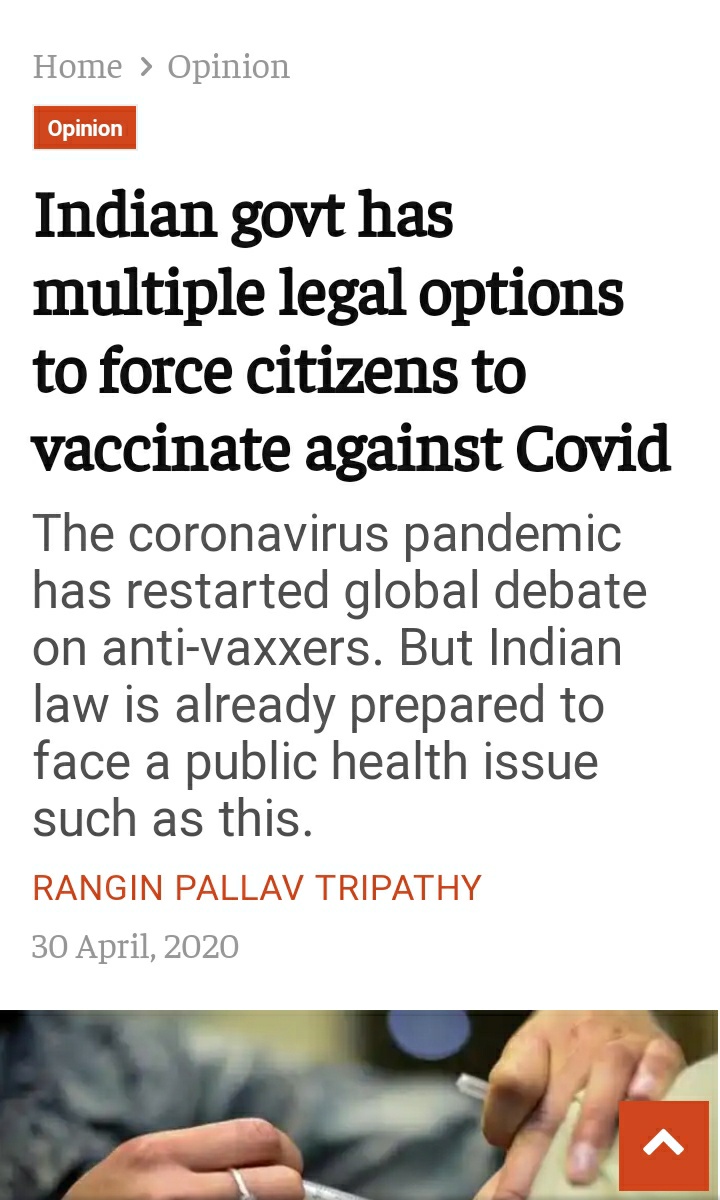 Home > Opinion
Opinion
Indian govt has
multiple legal options
to force citizens to
vaccinate against Covid
The coronavirus pandemic
has restarted global debate
on anti-vaxxers. But Indian
law is already prepared to
face a public health issue
such as this.
RANGIN PALLAV TRIPATHY
30 April, 2020